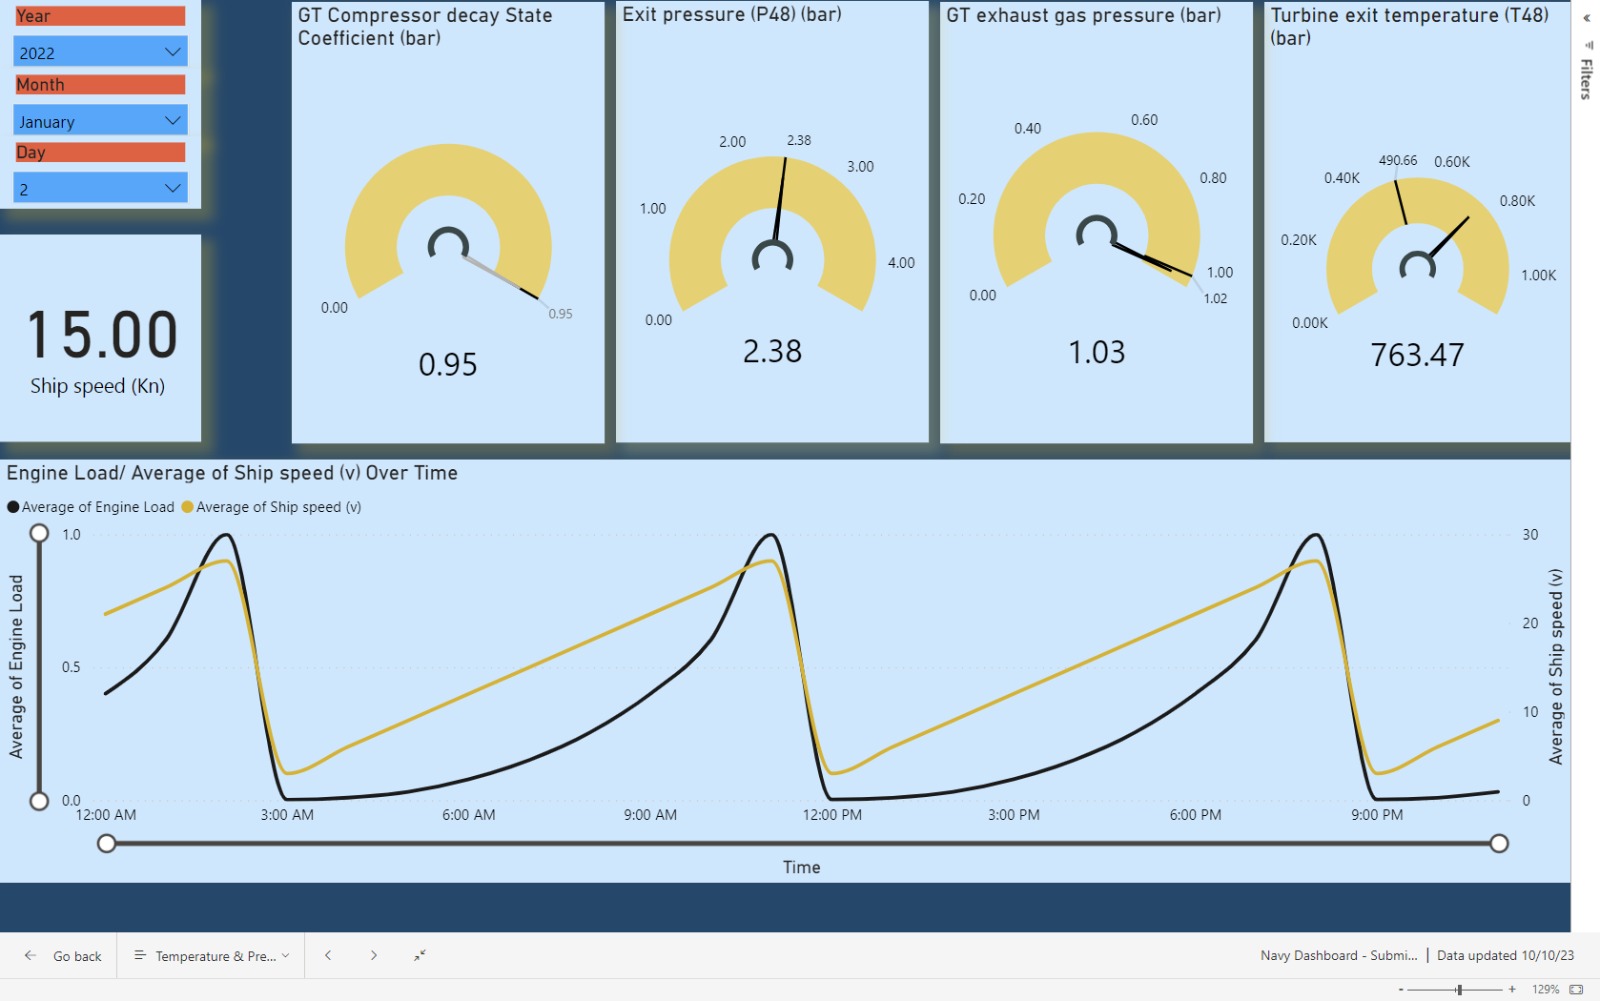 Year
2022
Month
January
Day
2
15.00
Ship speed (Kn)
GT Compressor decay State
Coefficient (bar)
0.00
0.95
0.95
Exit pressure (P48) (bar)
0.00
1.00
2.00
2.38
3.00
4.00
2.38
GT exhaust gas pressure (bar)
0.00
0.20
0.40
0.60
0.80
1.00
1.02
1.03
Turbine exit temperature (T48)
(bar)
0.00K
0.20K
0.40K
490.66
0.60K
0.80K
1.00K
763.47
Filters
Engine Load/ Average of Ship speed (v) Over Time
Average of Engine Load Average of Ship speed (v)
Average of Engine Load
1.0
0.5
0.0
30
20
10
0
Average of Ship speed (v)
12:00 AM 3:00 AM 6:00 AM 9:00 AM 12:00 PM 3:00 PM 6:00 PM 9:00 PM
Time
Go back
Temperature & Pre...
Navy Dashboard - Submi... | Data updated 10/10/23
- + 129%